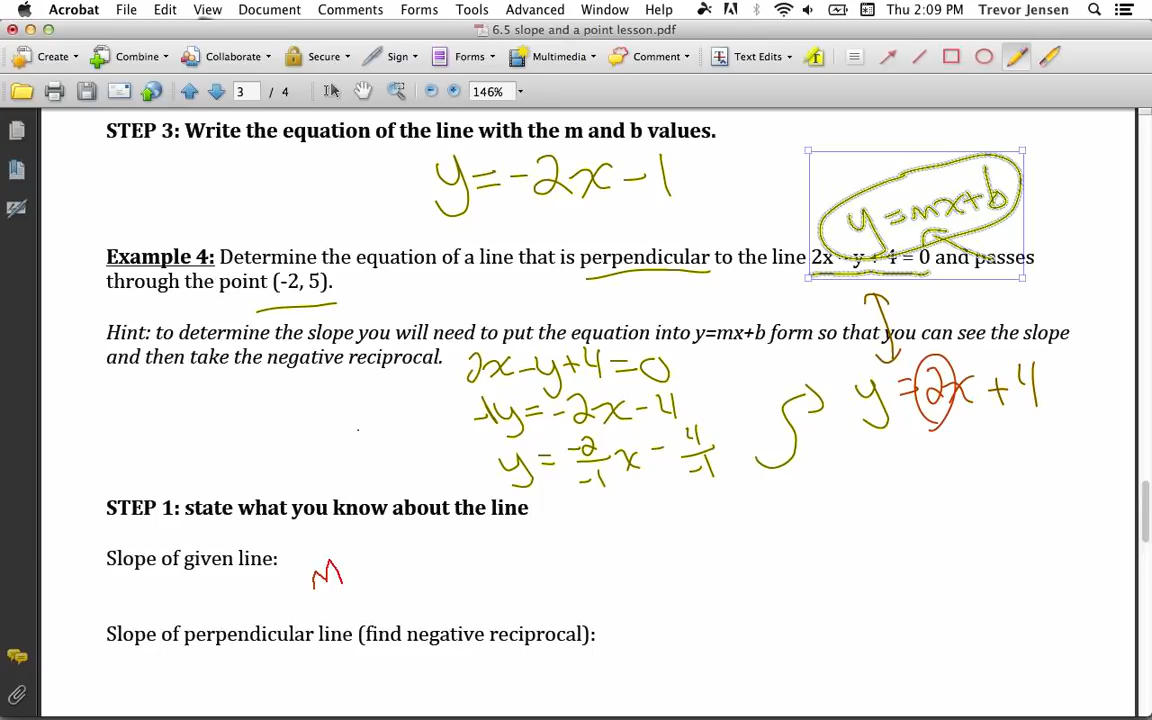 Acrobat File Edit View Document Comments Forms Tools Advanced Window Help Thu 2:09 PM Trevor Jensen
6.5 slope and a point lesson.pdf
Create Combine Collaborate Secure Sign Forms Multimedia Comment Text Edits
3 / 4 146%
STEP 3: Write the equation of the line with the m and b values.
y = -2x - 1
y = mx + b
Example 4: Determine the equation of a line that is perpendicular to the line 2x - y + 4 = 0 and passes
through the point (-2, 5).
Hint: to determine the slope you will need to put the equation into y=mx+b form so that you can see the slope
and then take the negative reciprocal.
2x - y + 4 = 0
y = 2x + 4
-1y = -2x - 4
y = -2/-1 x - 4/-1
STEP 1: state what you know about the line
Slope of given line:
M
Slope of perpendicular line (find negative reciprocal):